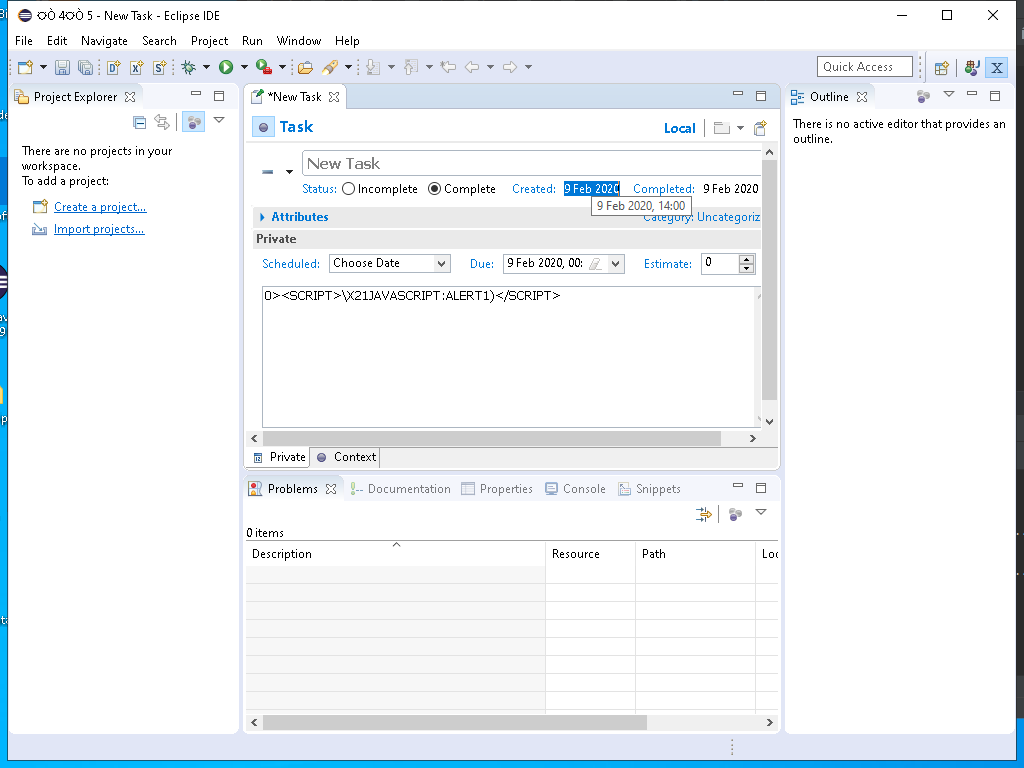 ѺÒ 4ѺÒ 5 - New Task - Eclipse IDE
File Edit Navigate Search Project Run Window Help
Quick Access
Project Explorer
There are no projects in your
workspace.
To add a project:
Create a project...
Import projects...
*New Task
Task
Local
New Task
Status: Incomplete Complete Created: 9 Feb 2020 Completed: 9 Feb 2020
9 Feb 2020, 14:00
Attributes
Category: Uncategoriz
Private
Scheduled: Choose Date Due: 9 Feb 2020, 00: Estimate: 0
0><SCRIPT>\X21JAVASCRIPT:ALERT1)</SCRIPT>
Private Context
Outline
There is no active editor that provides an
outline.
Problems Documentation Properties Console Snippets
0 items
Description Resource Path Loc